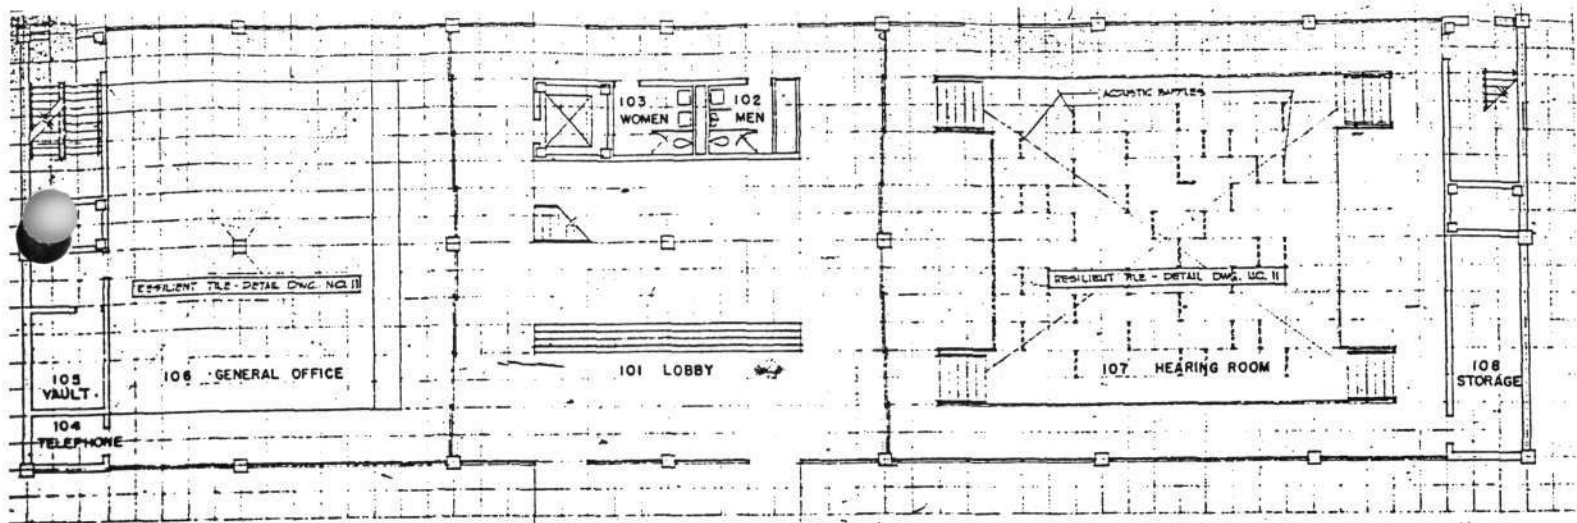 ACOUSTIC BAFFLES
103
WOMEN
102
MEN
RESILIENT TILE - DETAIL DWG. NO. 11
RESILIENT TILE - DETAIL DWG. NO. 11
105
VAULT
106 GENERAL OFFICE
101 LOBBY
107 HEARING ROOM
108
STORAGE
104
TELEPHONE